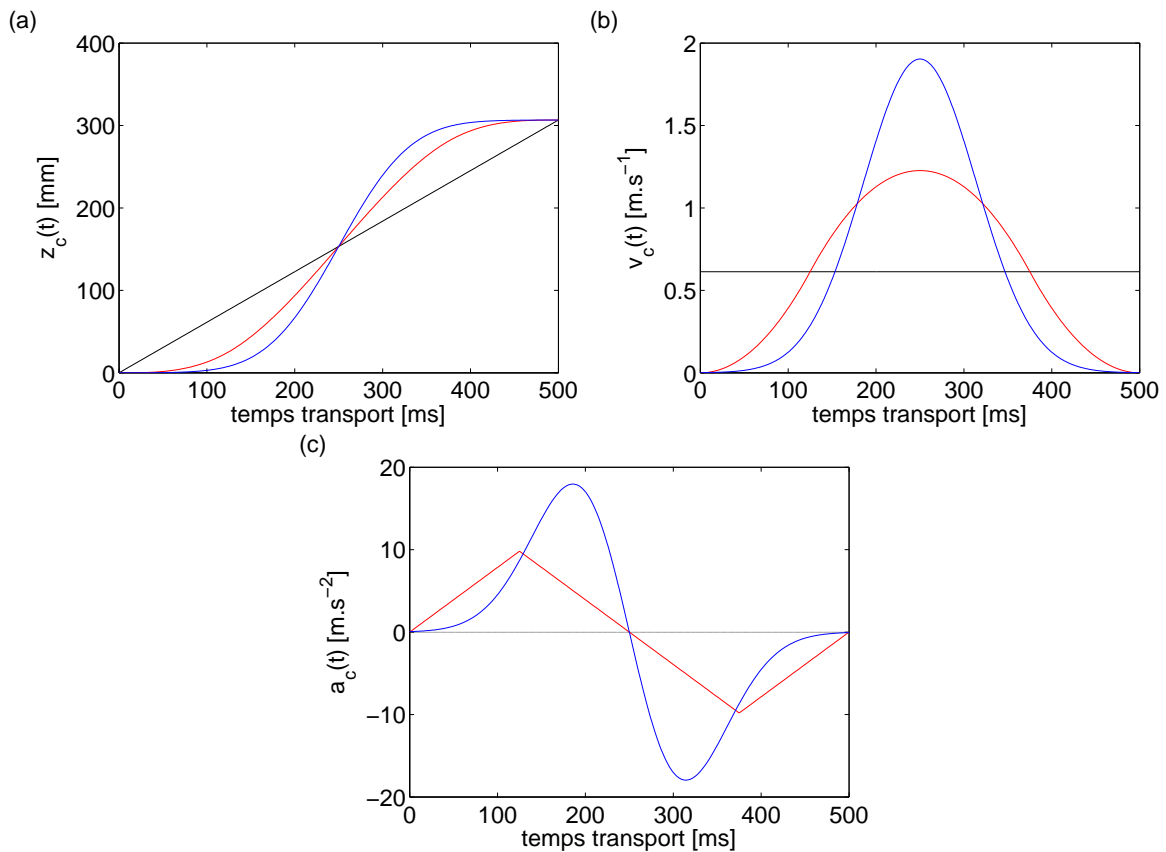 (a)
400
300
200
100
0
z_c(t) [mm]
0 100 200 300 400 500
temps transport [ms]
(b)
2
1.5
1
0.5
0
v_c(t) [m.s−1]
0 100 200 300 400 500
temps transport [ms]
(c)
20
10
0
−10
−20
a_c(t) [m.s−2]
0 100 200 300 400 500
temps transport [ms]